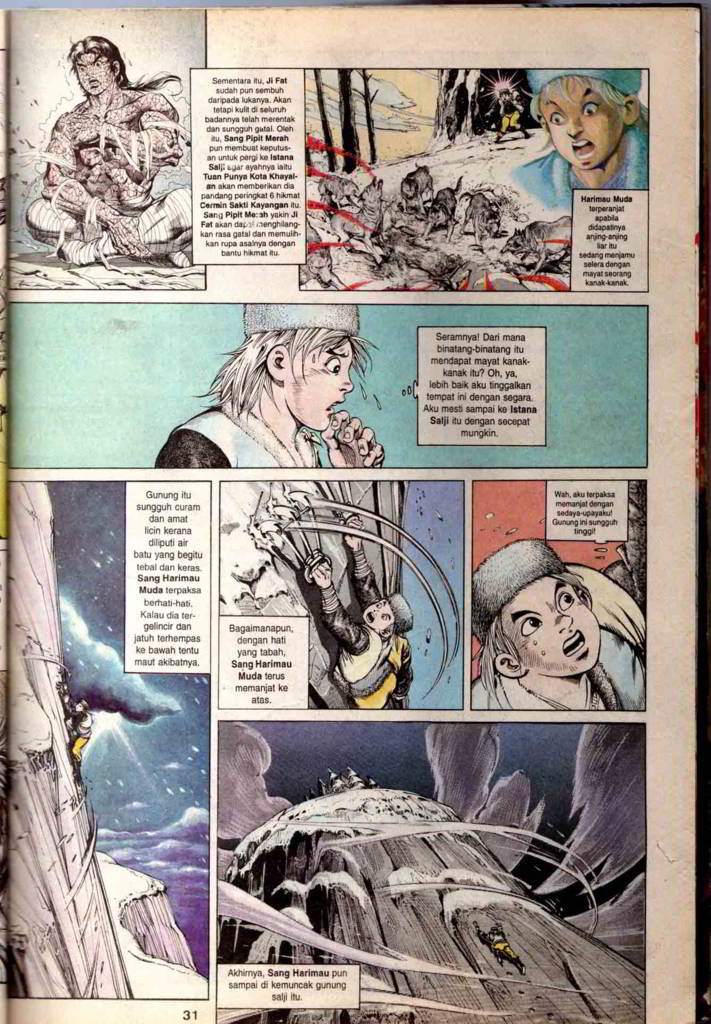 Sementara itu, Ji Fat
sudah pun sembuh
daripada lukanya. Akan
tetapi kulit di seluruh
badannya telah merentak
dan sungguh gatal. Oleh
itu, Sang Pipit Merah
pun membuat keputus-
an untuk pergi ke Istana
Salji agar ayahnya iaitu
Tuan Punya Kota Khayal-
an akan memberikan dia
pandang peringkat 6 hikmat
Cermin Sakti Kayangan itu.
Sang Pipit Merah yakin Ji
Fat akan dapat menghilang-
kan rasa gatal dan memulih-
kan rupa asalnya dengan
bantu hikmat itu.
Harimau Muda
terperanjat
apabila
didapatinya
anjing-anjing
liar itu
sedang menjamu
selera dengan
mayat seorang
kanak-kanak.
Seramnya! Dari mana
binatang-binatang itu
mendapat mayat kanak-
kanak itu? Oh, ya,
lebih baik aku tinggalkan
tempat ini dengan segara.
Aku mesti sampai ke Istana
Salji itu dengan secepat
mungkin.
Gunung itu
sungguh curam
dan amat
licin kerana
diliputi air
batu yang begitu
tebal dan keras.
Sang Harimau
Muda terpaksa
berhati-hati.
Kalau dia ter-
gelincir dan
jatuh terhempas
ke bawah tentu
maut akibatnya.
Bagaimanapun,
dengan hati
yang tabah,
Sang Harimau
Muda terus
memanjat ke
atas.
Wah, aku terpaksa
memanjat dengan
sedaya-upayaku!
Gunung ini sungguh
tinggi!
Akhirnya, Sang Harimau pun
sampai di kemuncak gunung
salji itu.
31